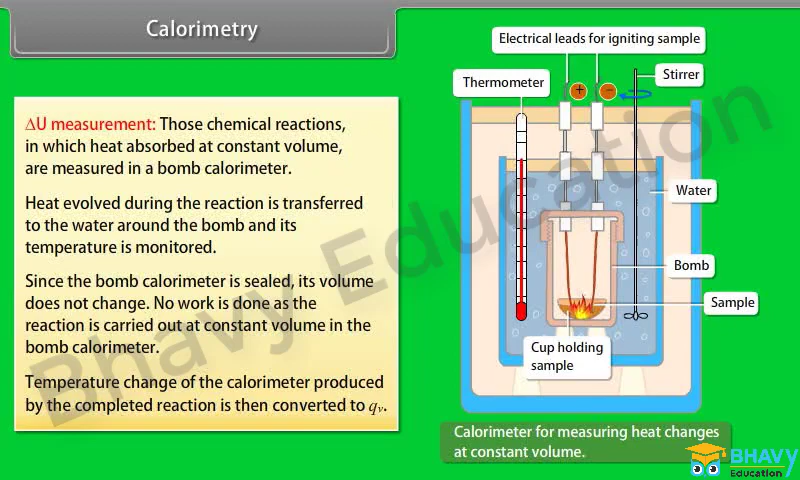 Calorimetry
ΔU measurement: Those chemical reactions,
in which heat absorbed at constant volume,
are measured in a bomb calorimeter.
Heat evolved during the reaction is transferred
to the water around the bomb and its
temperature is monitored.
Since the bomb calorimeter is sealed, its volume
does not change. No work is done as the
reaction is carried out at constant volume in the
bomb calorimeter.
Temperature change of the calorimeter produced
by the completed reaction is then converted to qᵥ.
Electrical leads for igniting sample
Thermometer
Stirrer
+
−
Water
Bomb
Sample
Cup holding
sample
Calorimeter for measuring heat changes
at constant volume.
Bhavy Education
BHAVY
Education